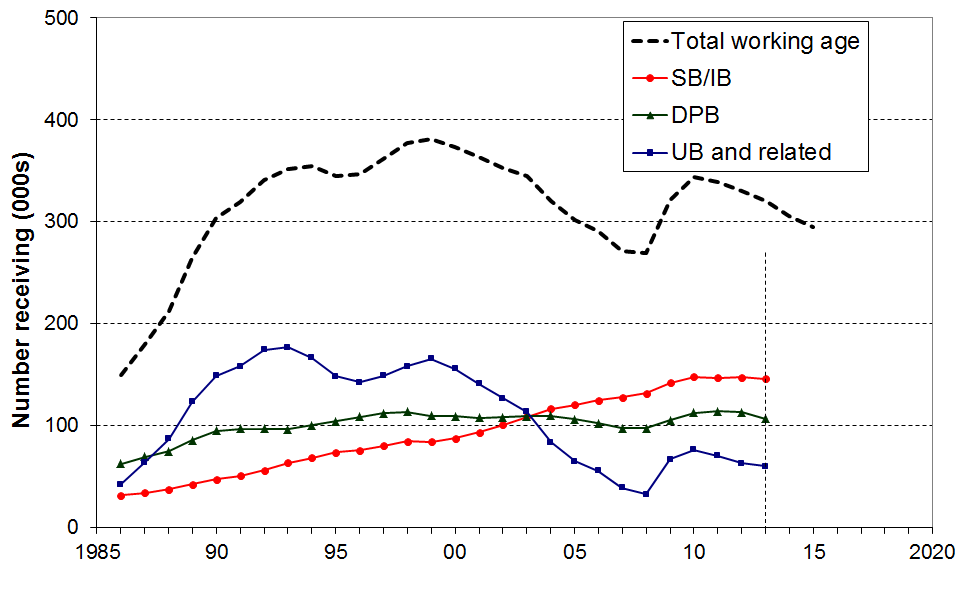 500
400
300
200
100
0
Number receiving (000s)
Total working age
SB/IB
DPB
UB and related
1985 90 95 00 05 10 15 2020